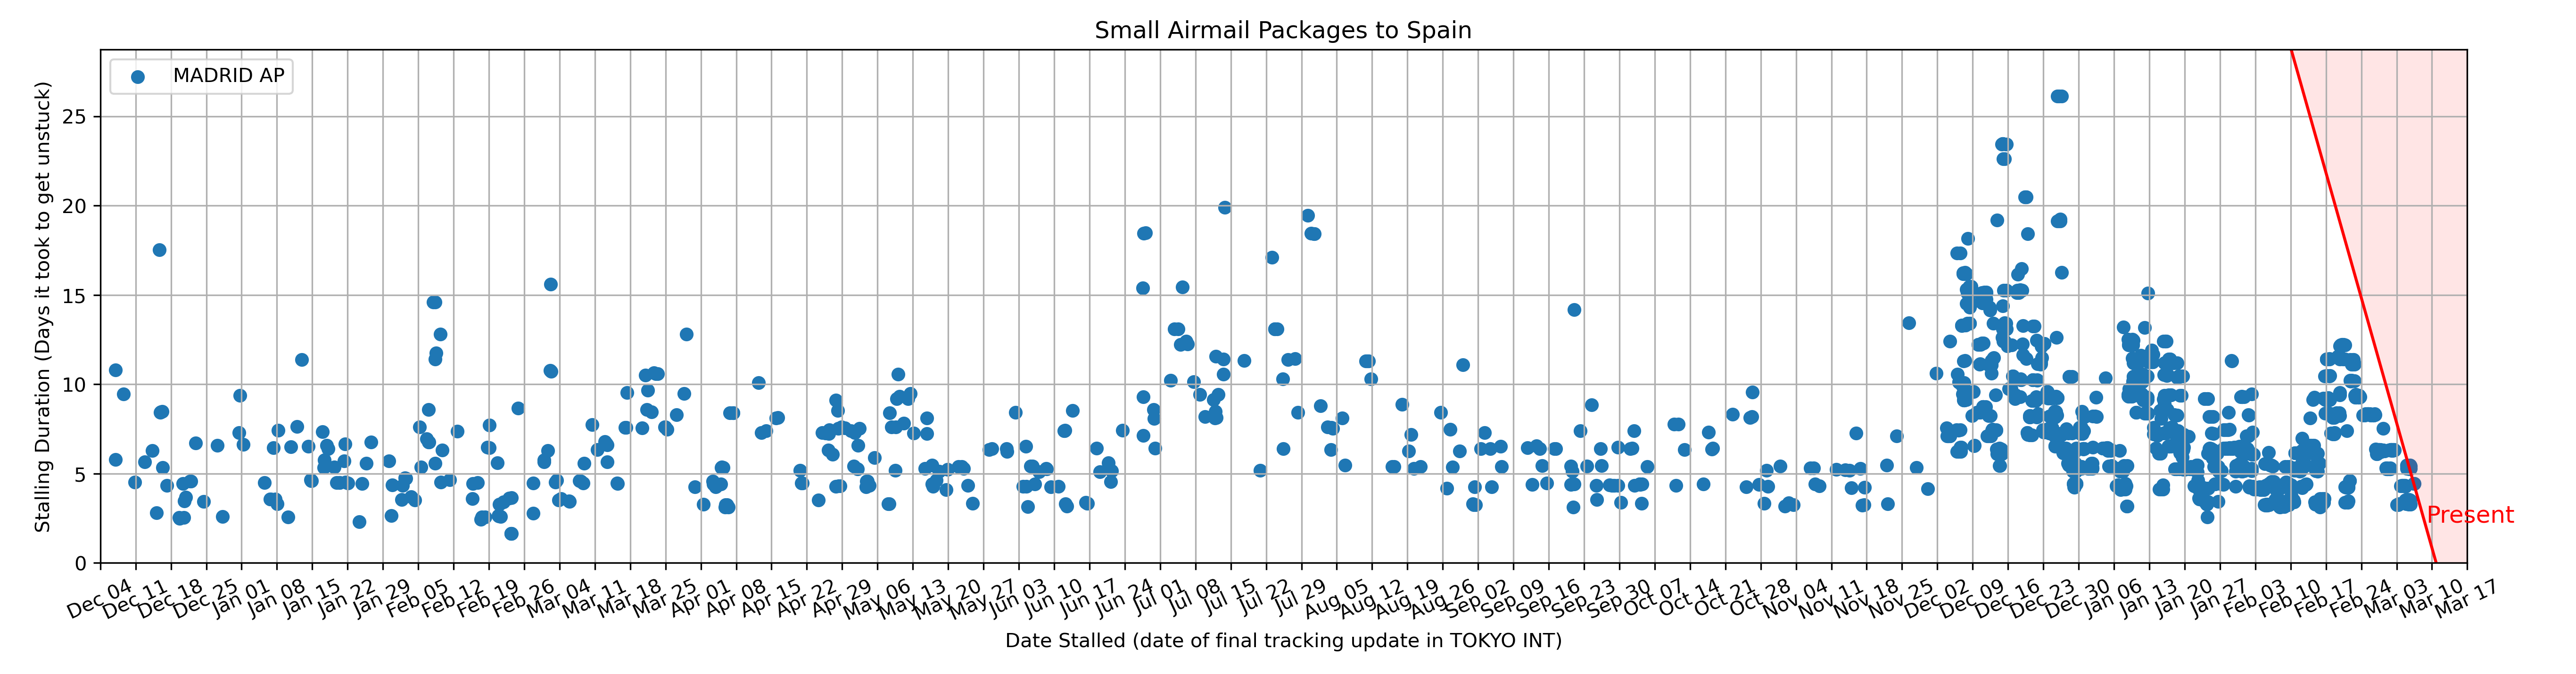 Small Airmail Packages to Spain
MADRID AP
Stalling Duration (Days it took to get unstuck)
25
20
15
10
5
0
Present
Dec 04
Dec 11
Dec 18
Dec 25
Jan 01
Jan 08
Jan 15
Jan 22
Jan 29
Feb 05
Feb 12
Feb 19
Feb 26
Mar 04
Mar 11
Mar 18
Mar 25
Apr 01
Apr 08
Apr 15
Apr 22
Apr 29
May 06
May 13
May 20
May 27
Jun 03
Jun 10
Jun 17
Jun 24
Jul 01
Jul 08
Jul 15
Jul 22
Jul 29
Aug 05
Aug 12
Aug 19
Aug 26
Sep 02
Sep 09
Sep 16
Sep 23
Sep 30
Oct 07
Oct 14
Oct 21
Oct 28
Nov 04
Nov 11
Nov 18
Nov 25
Dec 02
Dec 09
Dec 16
Dec 23
Dec 30
Jan 06
Jan 13
Jan 20
Jan 27
Feb 03
Feb 10
Feb 17
Feb 24
Mar 03
Mar 10
Mar 17
Date Stalled (date of final tracking update in TOKYO INT)